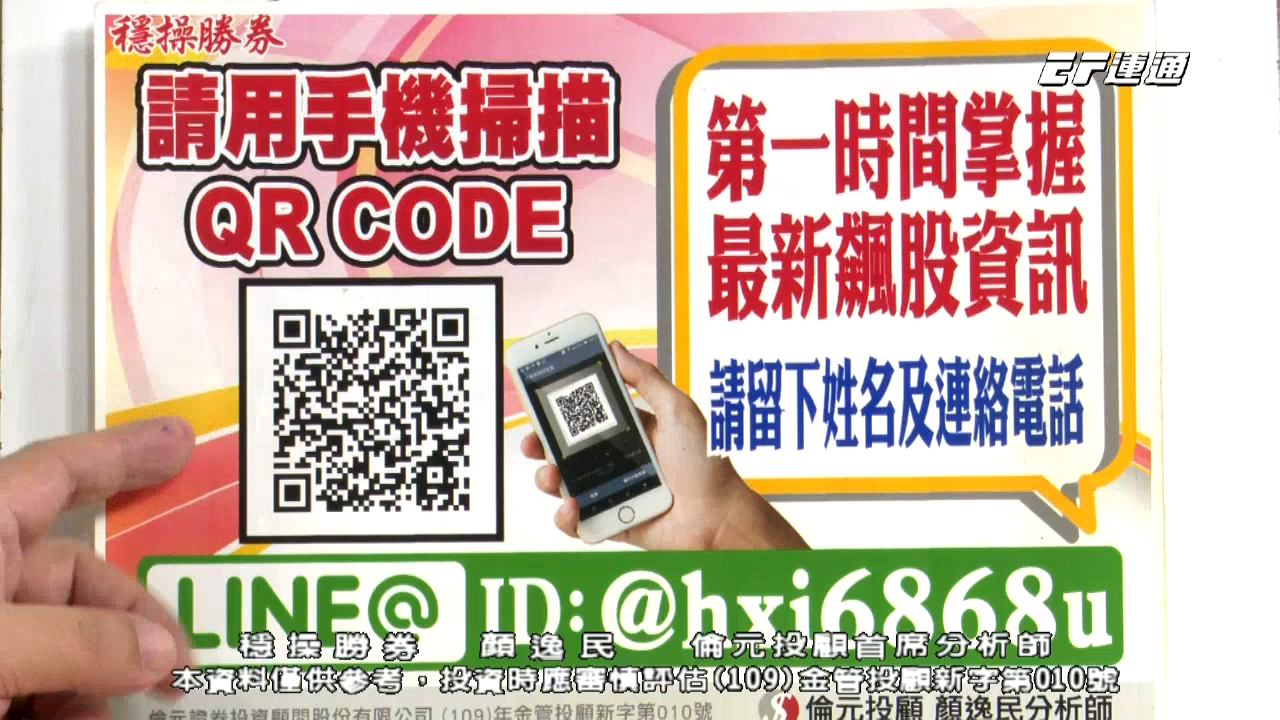 穩操勝券
運通
請用手機掃描
QR CODE
第一時間掌握
最新飆股資訊
請留下姓名及連絡電話
LINE@ ID:@hxi6868u
穩操勝券 顏逸民 倫元投顧首席分析師
本資料僅供參考，投資時應審慎評估(109)金管投顧新字第010號
倫元證券投資顧問股份有限公司 (109)年金管投顧新字第010號
倫元投顧 顏逸民分析師